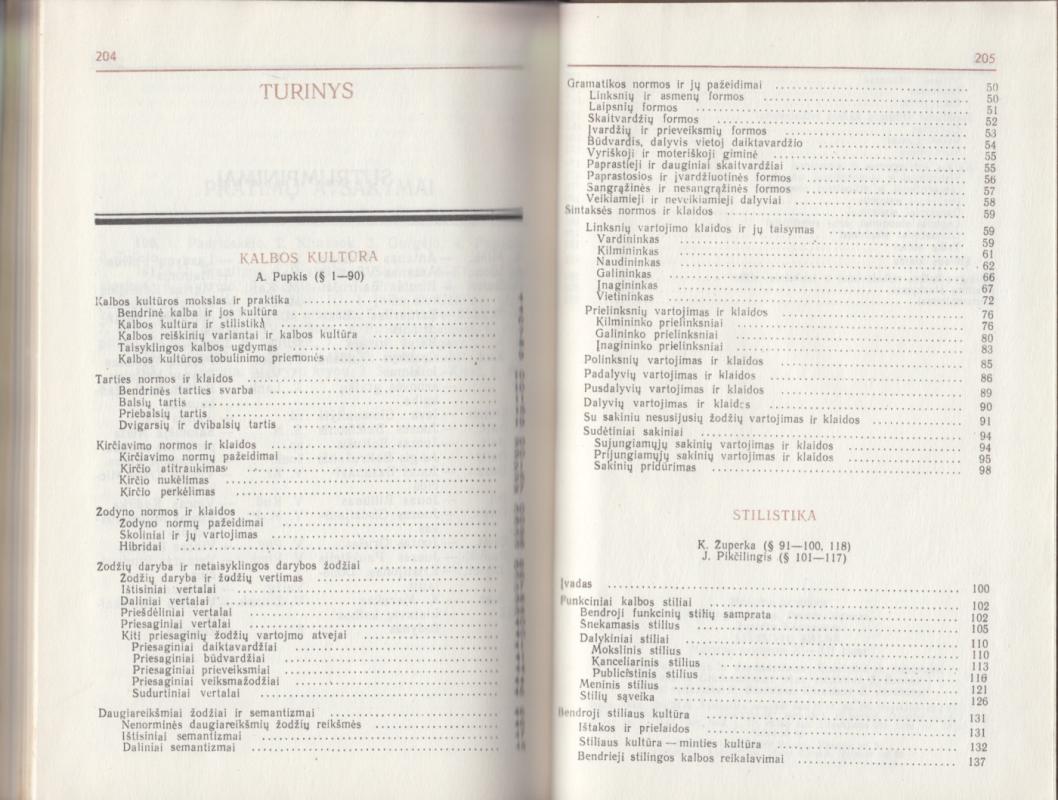 204
TURINYS
KALBOS KULTŪRA
A. Pupkis (§ 1—90)
Kalbos kultūros mokslas ir praktika
Bendrinė kalba ir jos kultūra
Kalbos kultūra ir stilistika
Kalbos reiškinių variantai ir kalbos kultūra
Taisyklingos kalbos ugdymas
Kalbos kultūros tobulinimo priemonės
Tarties normos ir klaidos
Bendrinės tarties svarba
Balsių tartis
Priebalsių tartis
Dvigarsių ir dvibalsių tartis
Kirčiavimo normos ir klaidos
Kirčiavimo normų pažeidimai
Kirčio atitraukimas
Kirčio nukėlimas
Kirčio perkėlimas
Žodyno normos ir klaidos
Žodyno normų pažeidimai
Skoliniai ir jų vartojimas
Hibridai
Žodžių daryba ir netaisyklingos darybos žodžiai
Žodžių daryba ir žodžių vertimas
Ištisiniai vertalai
Daliniai vertalai
Priešdėliniai vertalai
Priesaginiai vertalai
Kiti priesaginių žodžių vartojmo atvejai
Priesaginiai daiktavardžiai
Priesaginiai būdvardžiai
Priesaginiai prieveiksmiai
Priesaginiai veiksmažodžiai
Sudurtiniai vertalai
Daugiareikšmiai žodžiai ir semantizmai
Nenorminės daugiareikšmių žodžių reikšmės
Ištisiniai semantizmai
Daliniai semantizmai
205
Gramatikos normos ir jų pažeidimai 50
Linksnių ir asmenų formos 50
Laipsnių formos 51
Skaitvardžių formos 52
Įvardžių ir prieveiksmių formos 53
Būdvardis, dalyvis vietoj daiktavardžio 54
Vyriškoji ir moteriškoji giminė 55
Paprastieji ir dauginiai skaitvardžiai 55
Paprastosios ir įvardžiuotinės formos 56
Sangrąžinės ir nesangrąžinės formos 57
Veikiamieji ir neveikiamieji dalyviai 58
Sintaksės normos ir klaidos 59
Linksnių vartojimo klaidos ir jų taisymas 59
Vardininkas 59
Kilmininkas 61
Naudininkas 62
Galininkas 66
Įnagininkas 67
Vietininkas 72
Prielinksnių vartojimas ir klaidos 76
Kilmininko prielinksniai 76
Galininko prielinksniai 80
Įnagininko prielinksniai 83
Polinksnių vartojimas ir klaidos 85
Padalyvių vartojimas ir klaidos 86
Pusdalyvių vartojimas ir klaidos 89
Dalyvių vartojimas ir klaidos 90
Su sakiniu nesusijusių žodžių vartojimas ir klaidos 91
Sudėtiniai sakiniai 94
Sujungiamųjų sakinių vartojimas ir klaidos 94
Prijungiamųjų sakinių vartojimas ir klaidos 95
Sakinių pridūrimas 98
STILISTIKA
K. Župerka (§ 91—100, 118)
J. Pikčilingis (§ 101—117)
Įvadas 100
Funkciniai kalbos stiliai 102
Bendroji funkcinių stilių samprata 102
Šnekamasis stilius 105
Dalykiniai stiliai 110
Mokslinis stilius 110
Kanceliarinis stilius 113
Publicistinis stilius 116
Meninis stilius 121
Stilių sąveika 126
Bendroji stiliaus kultūra 131
Ištakos ir prielaidos 131
Stiliaus kultūra — minties kultūra 132
Bendrieji stilingos kalbos reikalavimai 137